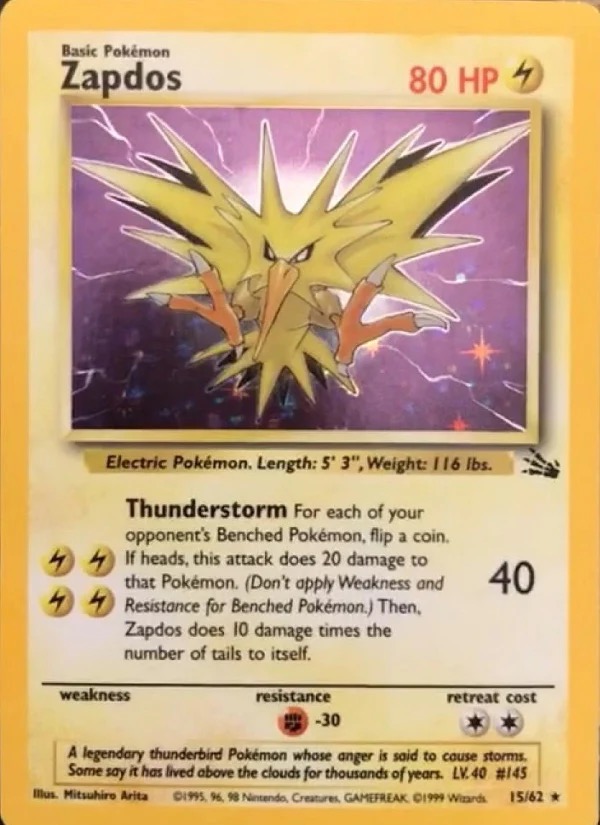 Basic Pokémon
Zapdos
80 HP
Electric Pokémon. Length: 5' 3", Weight: 116 lbs.
Thunderstorm For each of your
opponent's Benched Pokémon, flip a coin.
If heads, this attack does 20 damage to
that Pokémon. (Don't apply Weakness and
Resistance for Benched Pokémon.) Then,
Zapdos does 10 damage times the
number of tails to itself.
40
weakness resistance retreat cost
-30
A legendary thunderbird Pokémon whose anger is said to cause storms.
Some say it has lived above the clouds for thousands of years. LV. 40 #145
Illus. Mitsuhiro Arita ©1995, 96, 98 Nintendo, Creatures, GAMEFREAK. ©1999 Wizards. 15/62 ★